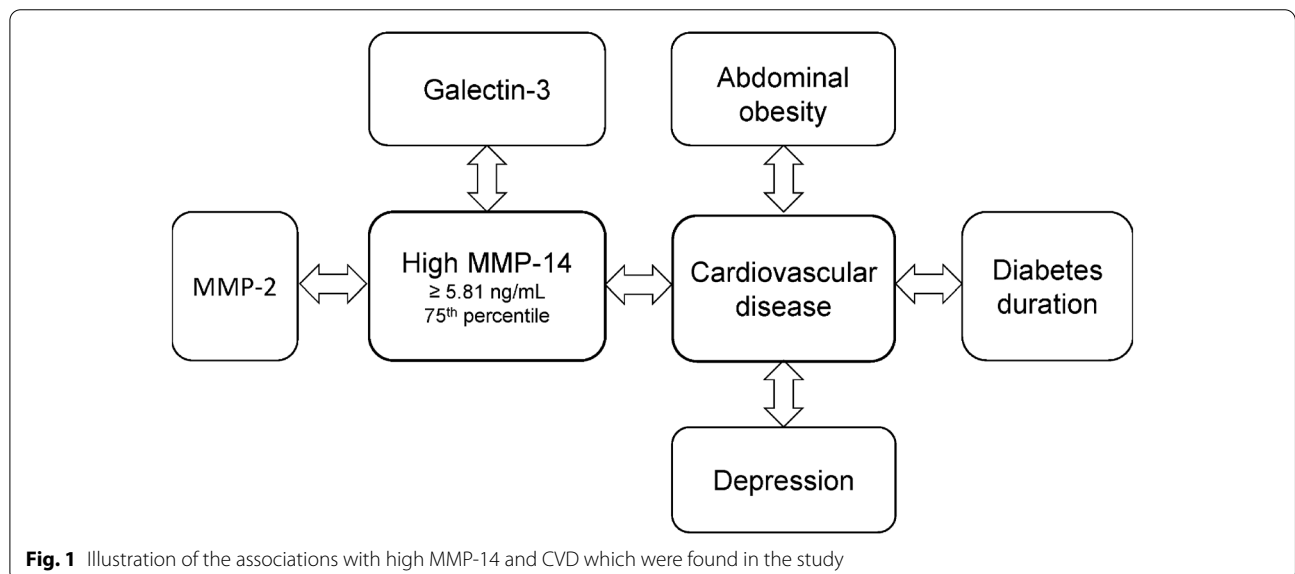 Galectin-3
Abdominal
obesity
MMP-2
High MMP-14
≥ 5.81 ng/mL
75th percentile
Cardiovascular
disease
Diabetes
duration
Depression
Fig. 1 Illustration of the associations with high MMP-14 and CVD which were found in the study